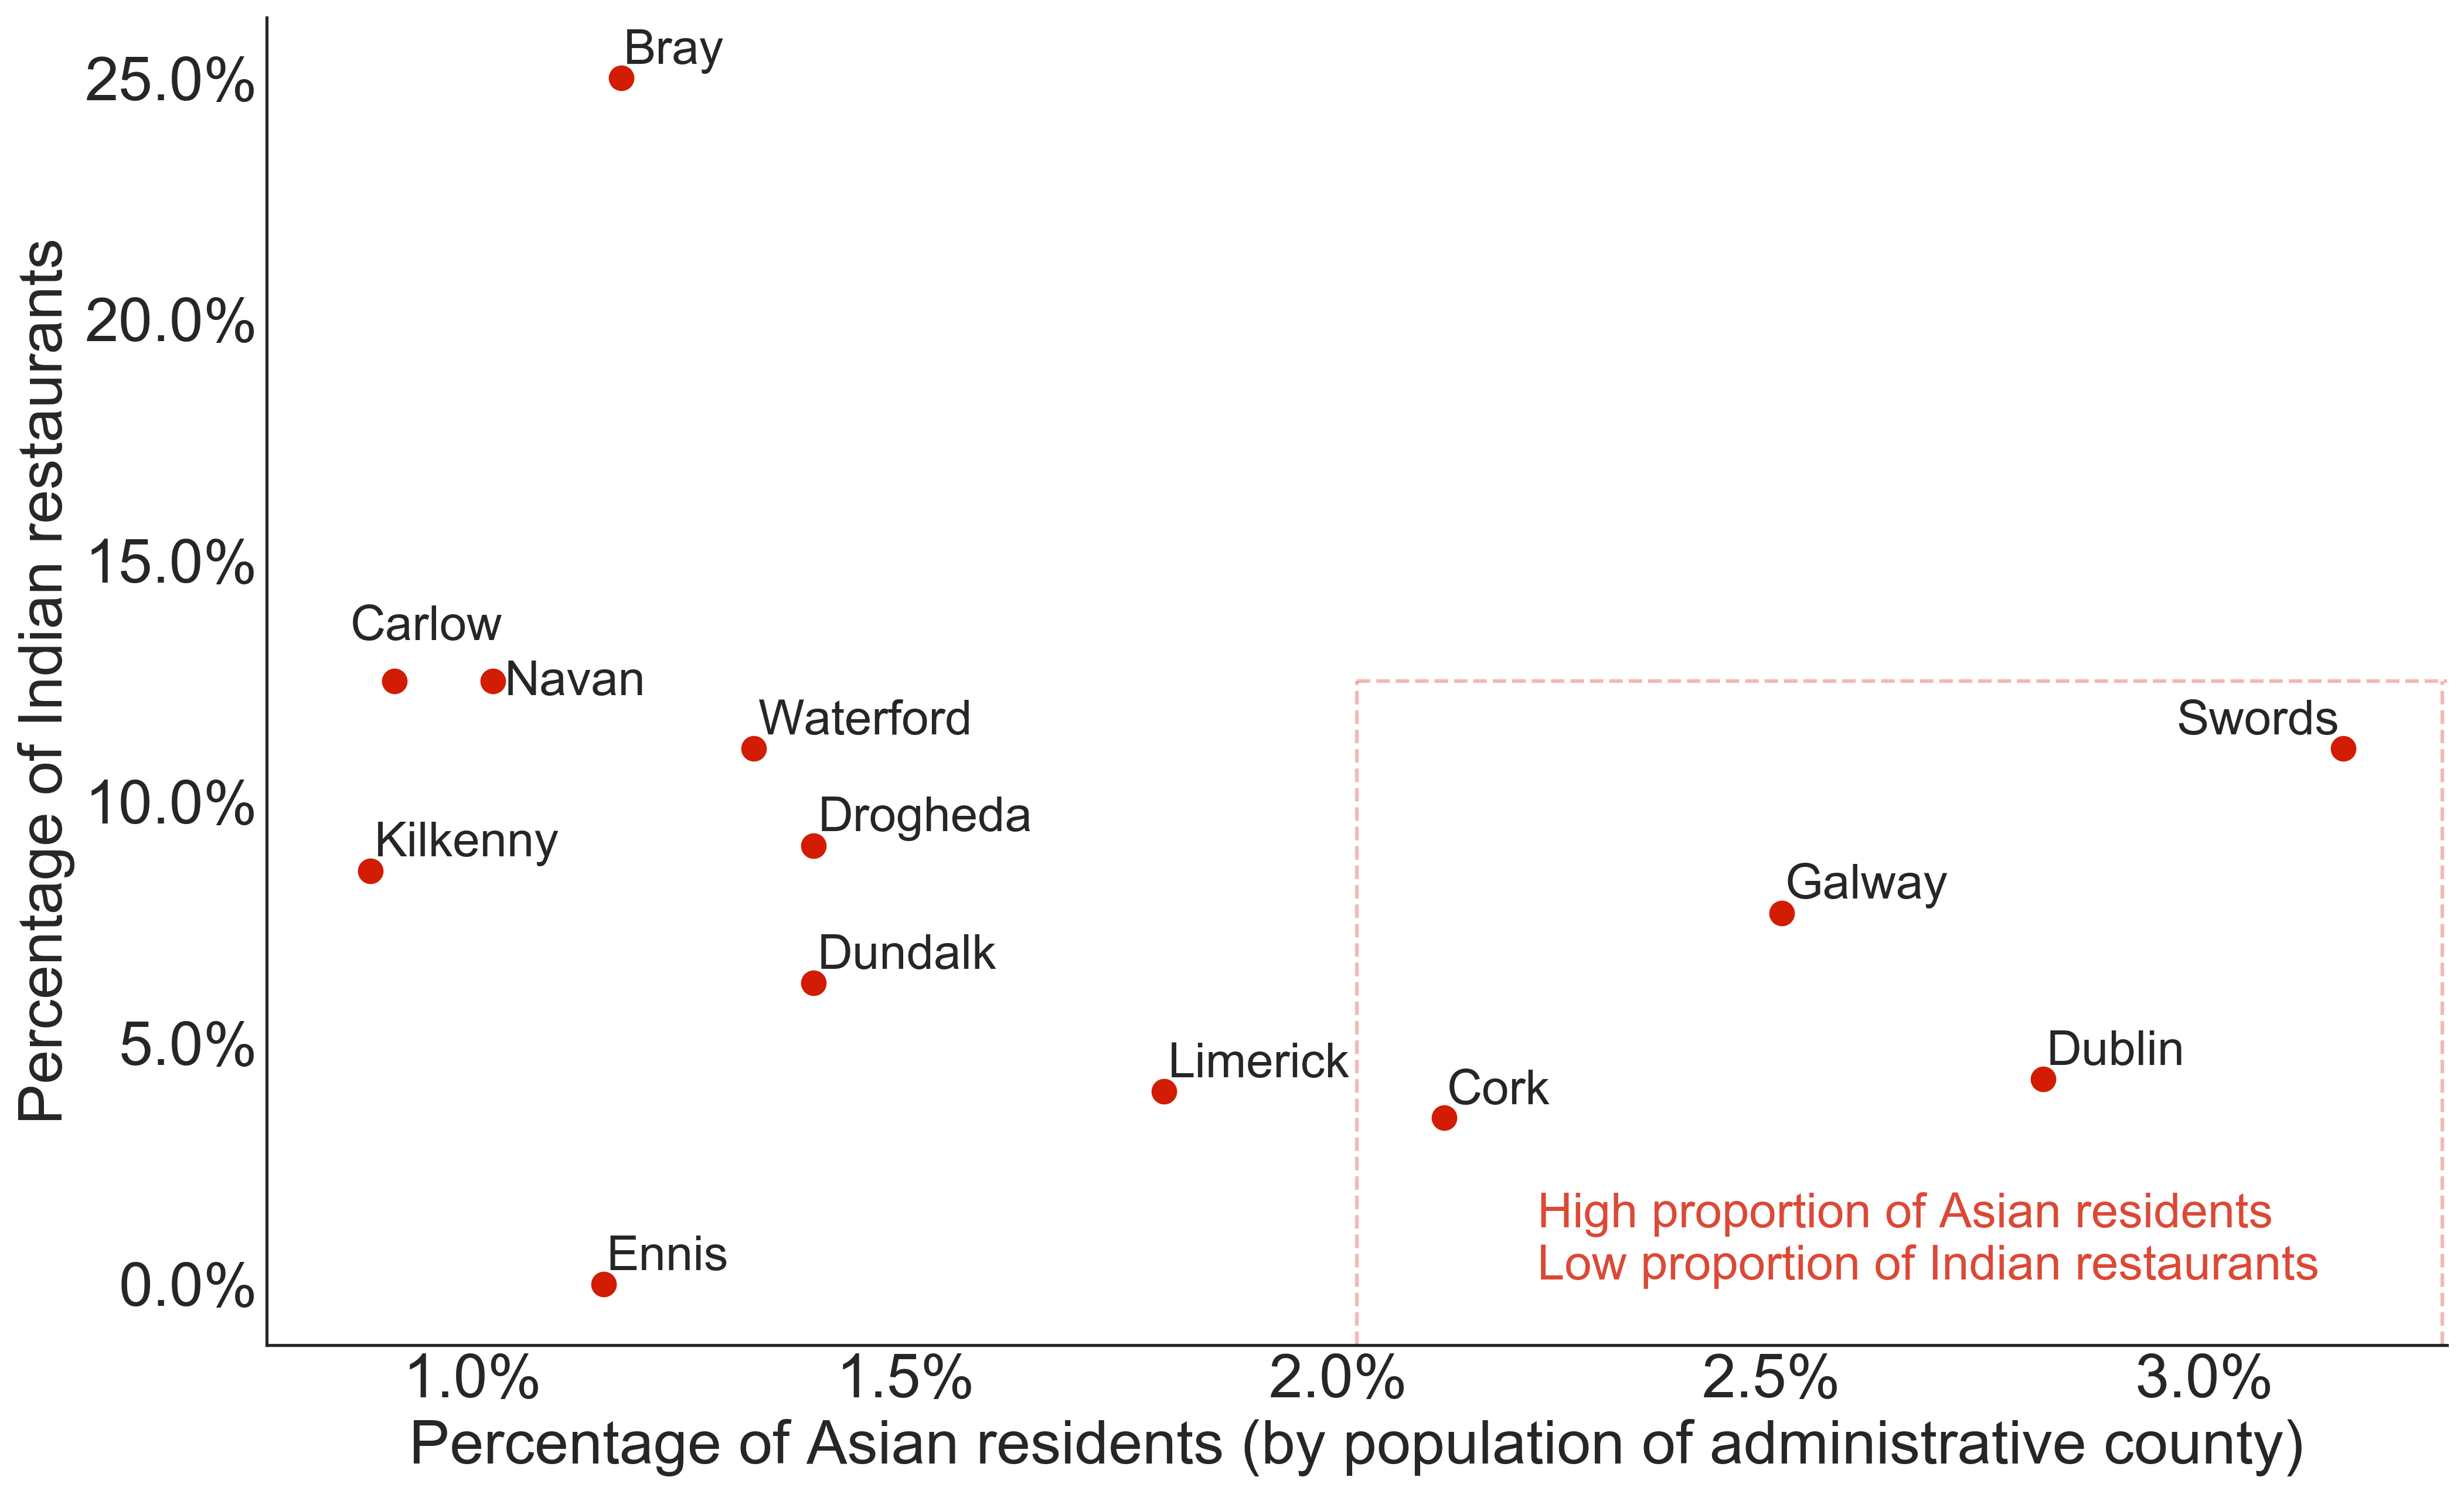 Bray
25.0%
20.0%
15.0%
10.0%
5.0%
0.0%
Percentage of Indian restaurants
Carlow
Navan
Waterford
Swords
Drogheda
Kilkenny
Galway
Dundalk
Limerick
Dublin
Cork
High proportion of Asian residents
Low proportion of Indian restaurants
Ennis
1.0% 1.5% 2.0% 2.5% 3.0%
Percentage of Asian residents (by population of administrative county)